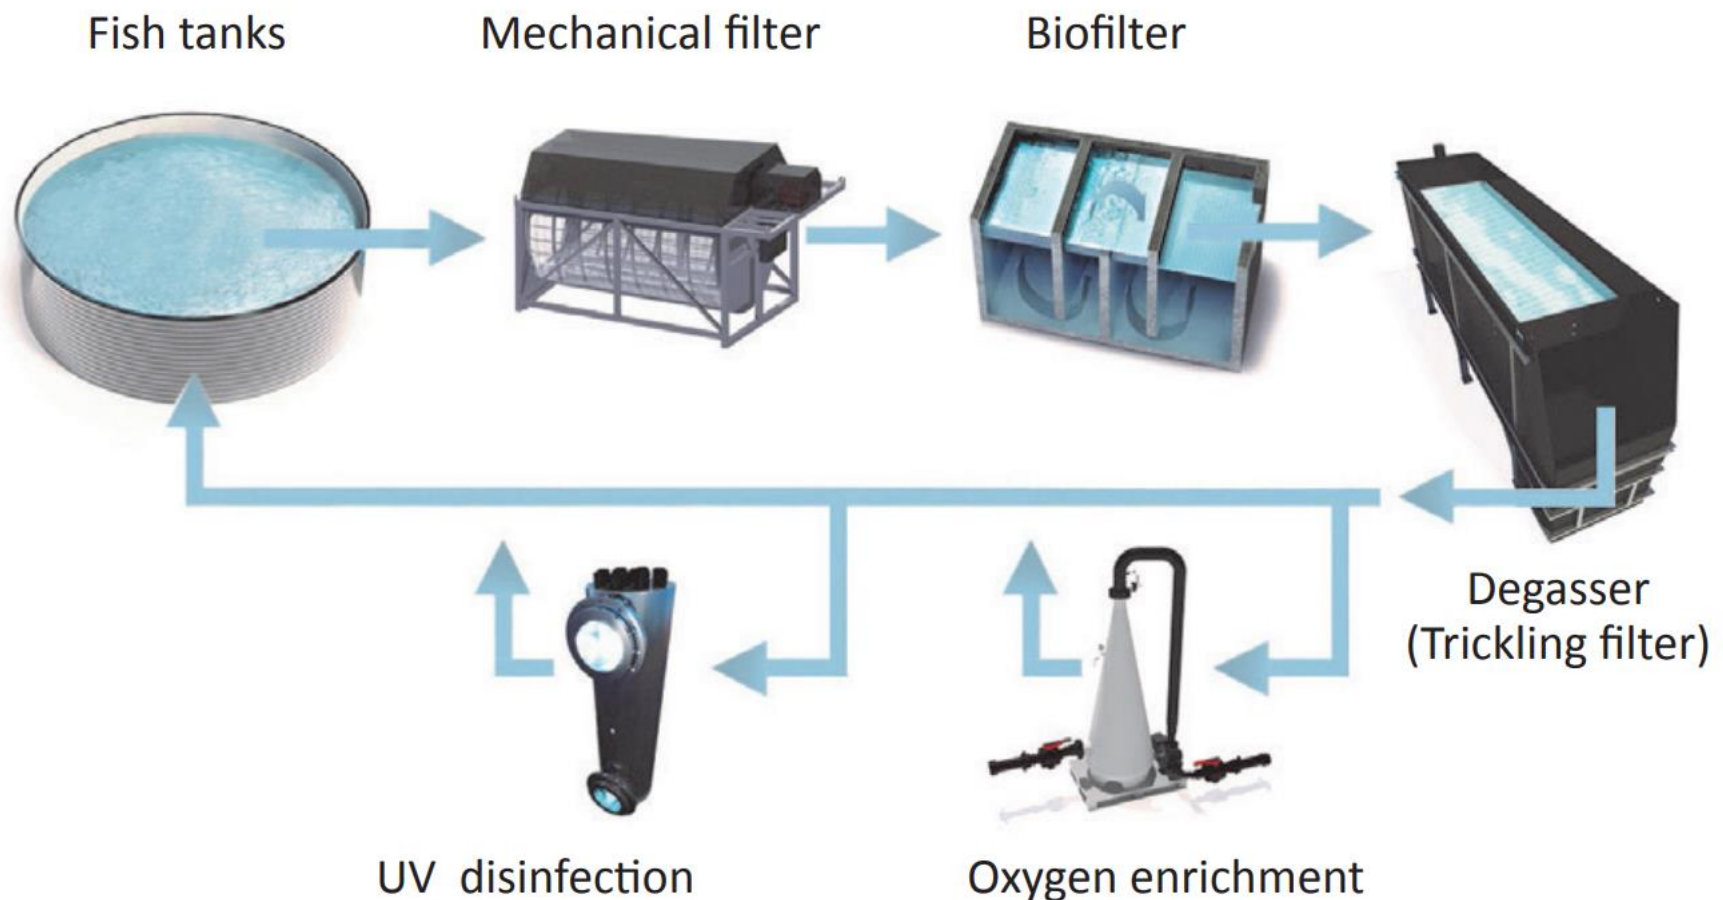 Fish tanks
Mechanical filter
Biofilter
Degasser
(Trickling filter)
UV disinfection
Oxygen enrichment